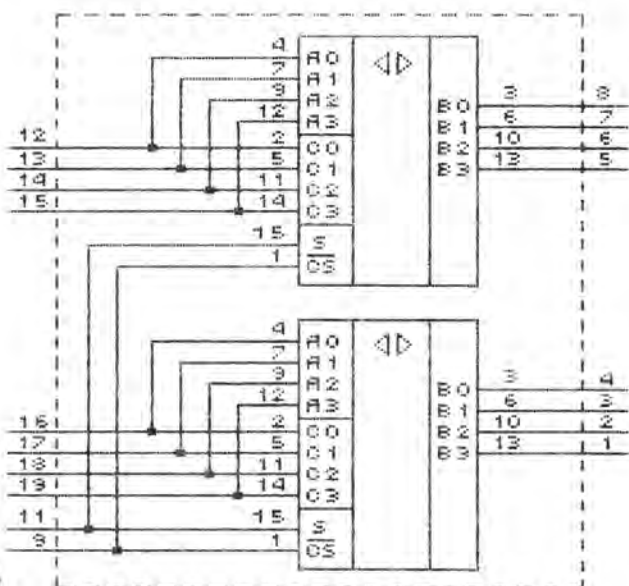 4 A0
7 A1
9 A2
12 A3
12 2 C0
13 5 C1
14 11 C2
15 14 C3
15 S
1 CS
B0 3 8
B1 6 7
B2 10 6
B3 13 5
4 A0
7 A1
9 A2
12 A3
16 2 C0
17 5 C1
18 11 C2
19 14 C3
11 15 S
9 1 CS
B0 3 4
B1 6 3
B2 10 2
B3 13 1